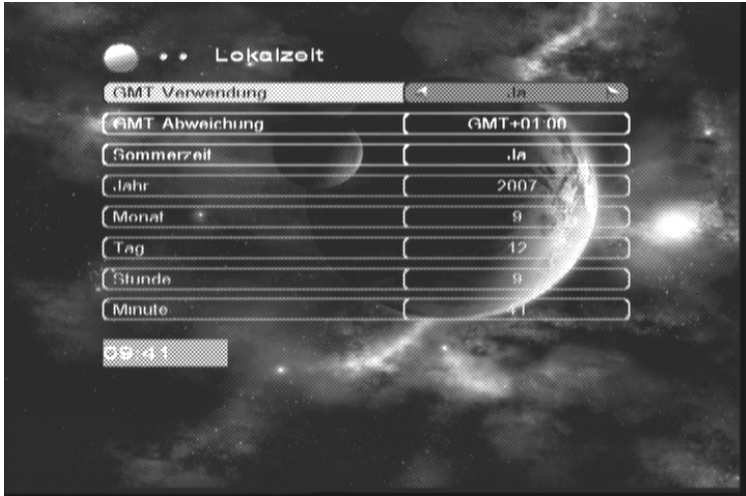 Lokalzeit
GMT Verwendung Ja
GMT Abweichung GMT+01:00
Sommerzeit Ja
Jahr 2007
Monat 9
Tag 12
Stunde 9
Minute
09:41